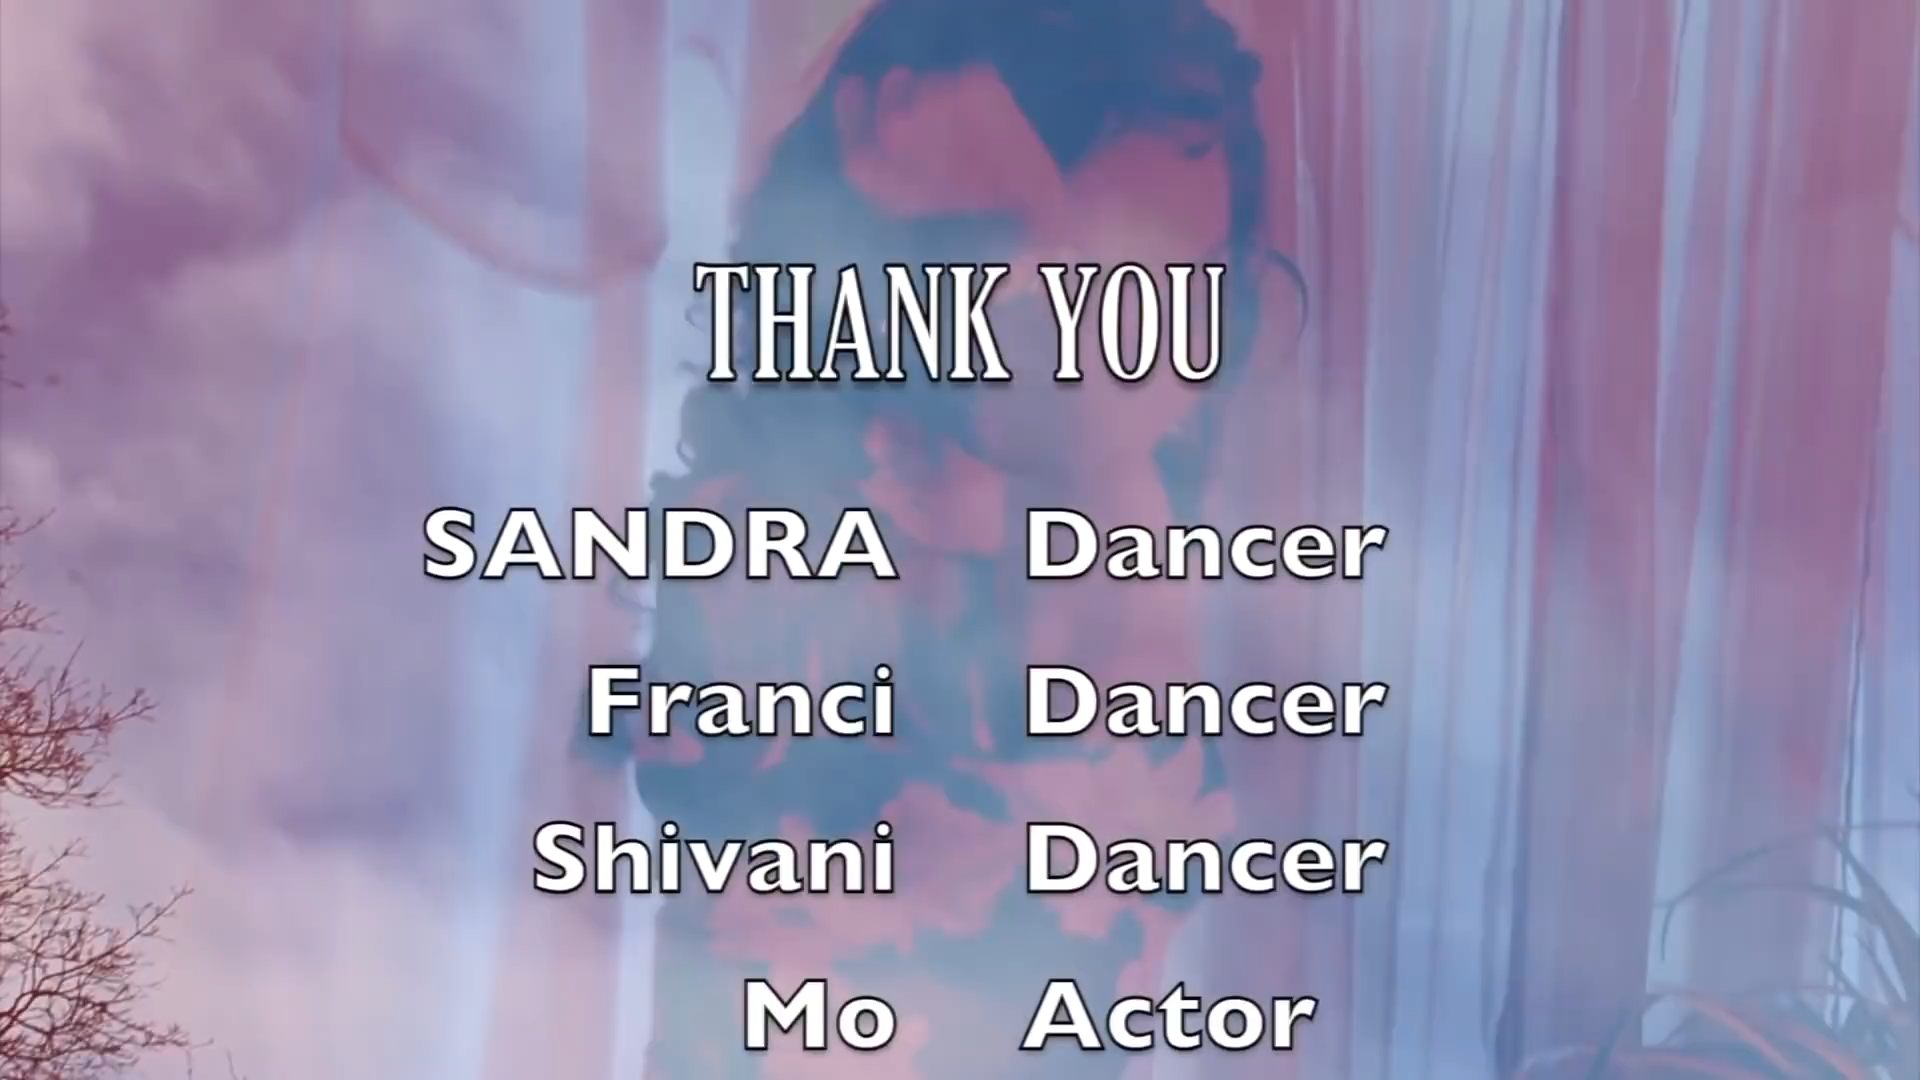 THANK YOU
SANDRA Dancer
Franci Dancer
Shivani Dancer
Mo Actor